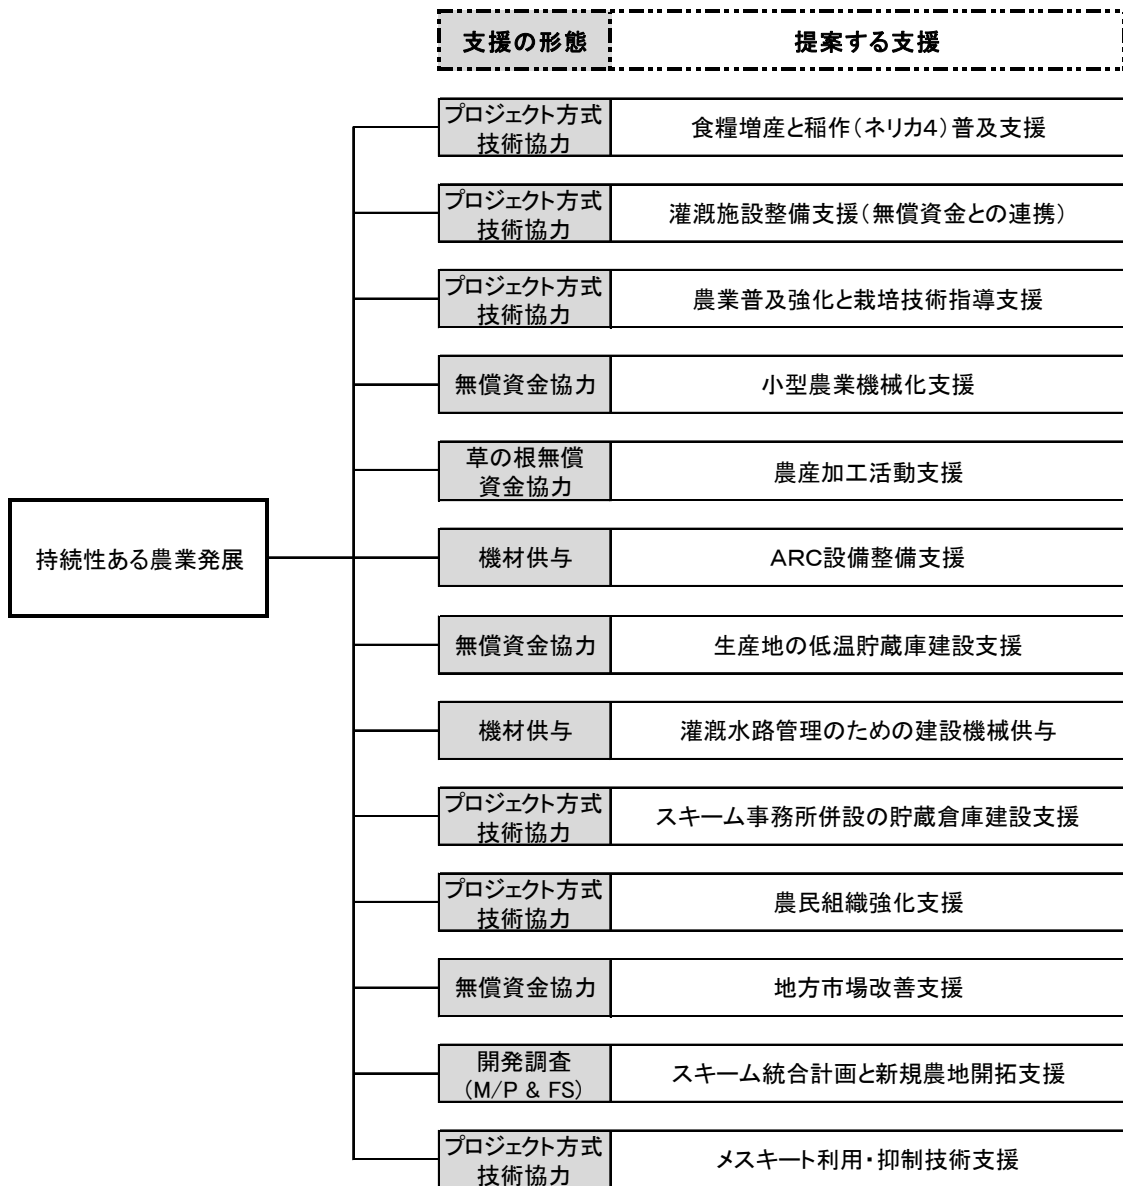 支援の形態
提案する支援
プロジェクト方式
技術協力
食糧増産と稲作(ネリカ4)普及支援
プロジェクト方式
技術協力
灌漑施設整備支援(無償資金との連携)
プロジェクト方式
技術協力
農業普及強化と栽培技術指導支援
無償資金協力
小型農業機械化支援
草の根無償
資金協力
農産加工活動支援
持続性ある農業発展
機材供与
ARC設備整備支援
無償資金協力
生産地の低温貯蔵庫建設支援
機材供与
灌漑水路管理のための建設機械供与
プロジェクト方式
技術協力
スキーム事務所併設の貯蔵倉庫建設支援
プロジェクト方式
技術協力
農民組織強化支援
無償資金協力
地方市場改善支援
開発調査
(M/P & FS)
スキーム統合計画と新規農地開拓支援
プロジェクト方式
技術協力
メスキート利用・抑制技術支援